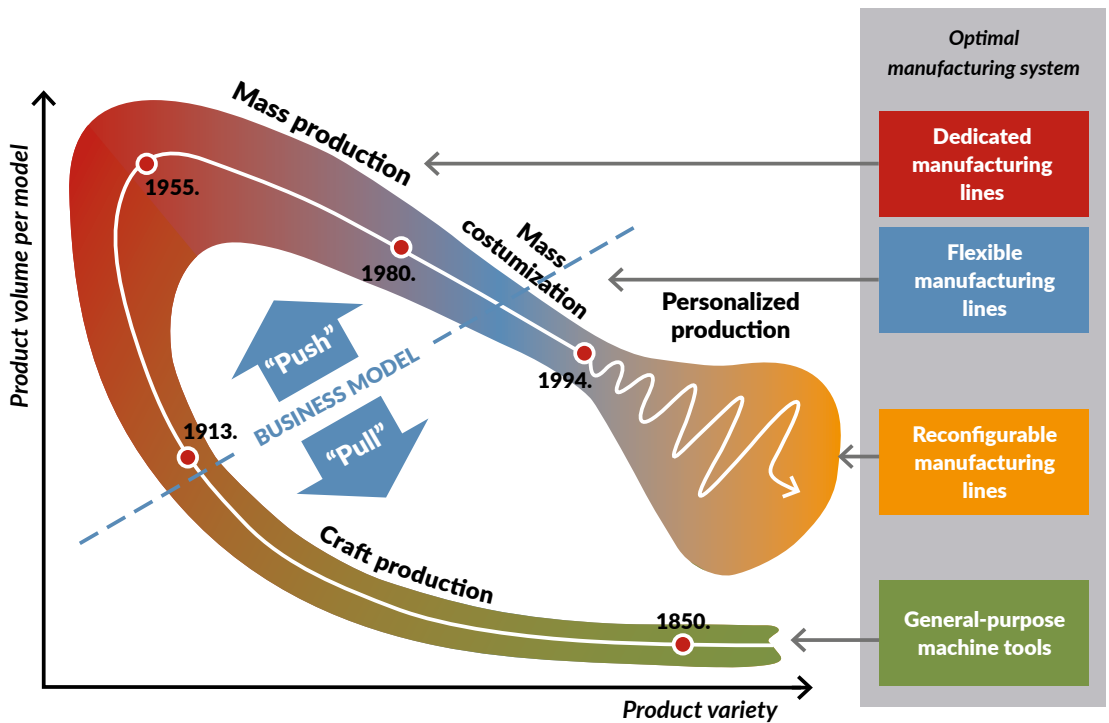 Optimal
manufacturing system
Product volume per model
Mass production
Dedicated
manufacturing
lines
1955.
1980.
Mass
costumization
Flexible
manufacturing
lines
Personalized
production
"Push"
BUSINESS MODEL
"Pull"
1994.
1913.
Reconfigurable
manufacturing
lines
Craft production
1850.
General-purpose
machine tools
Product variety